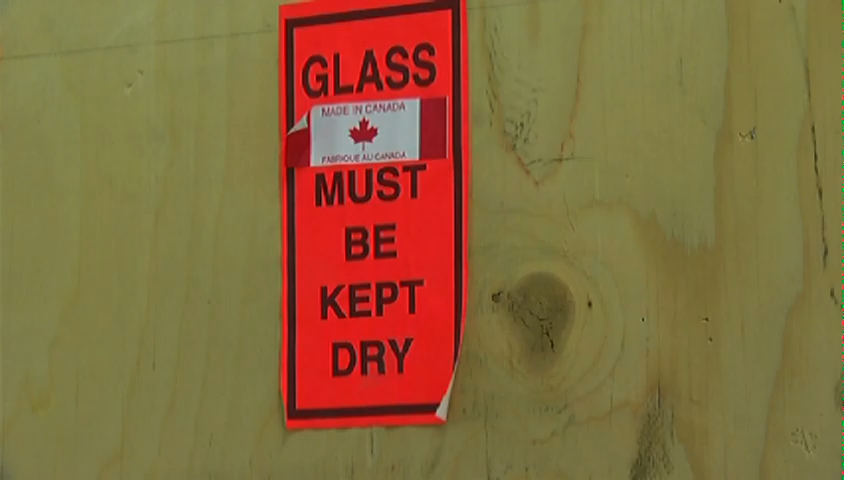 GLASS
MADE IN CANADA
FABRIQUE AU CANADA
MUST
BE
KEPT
DRY